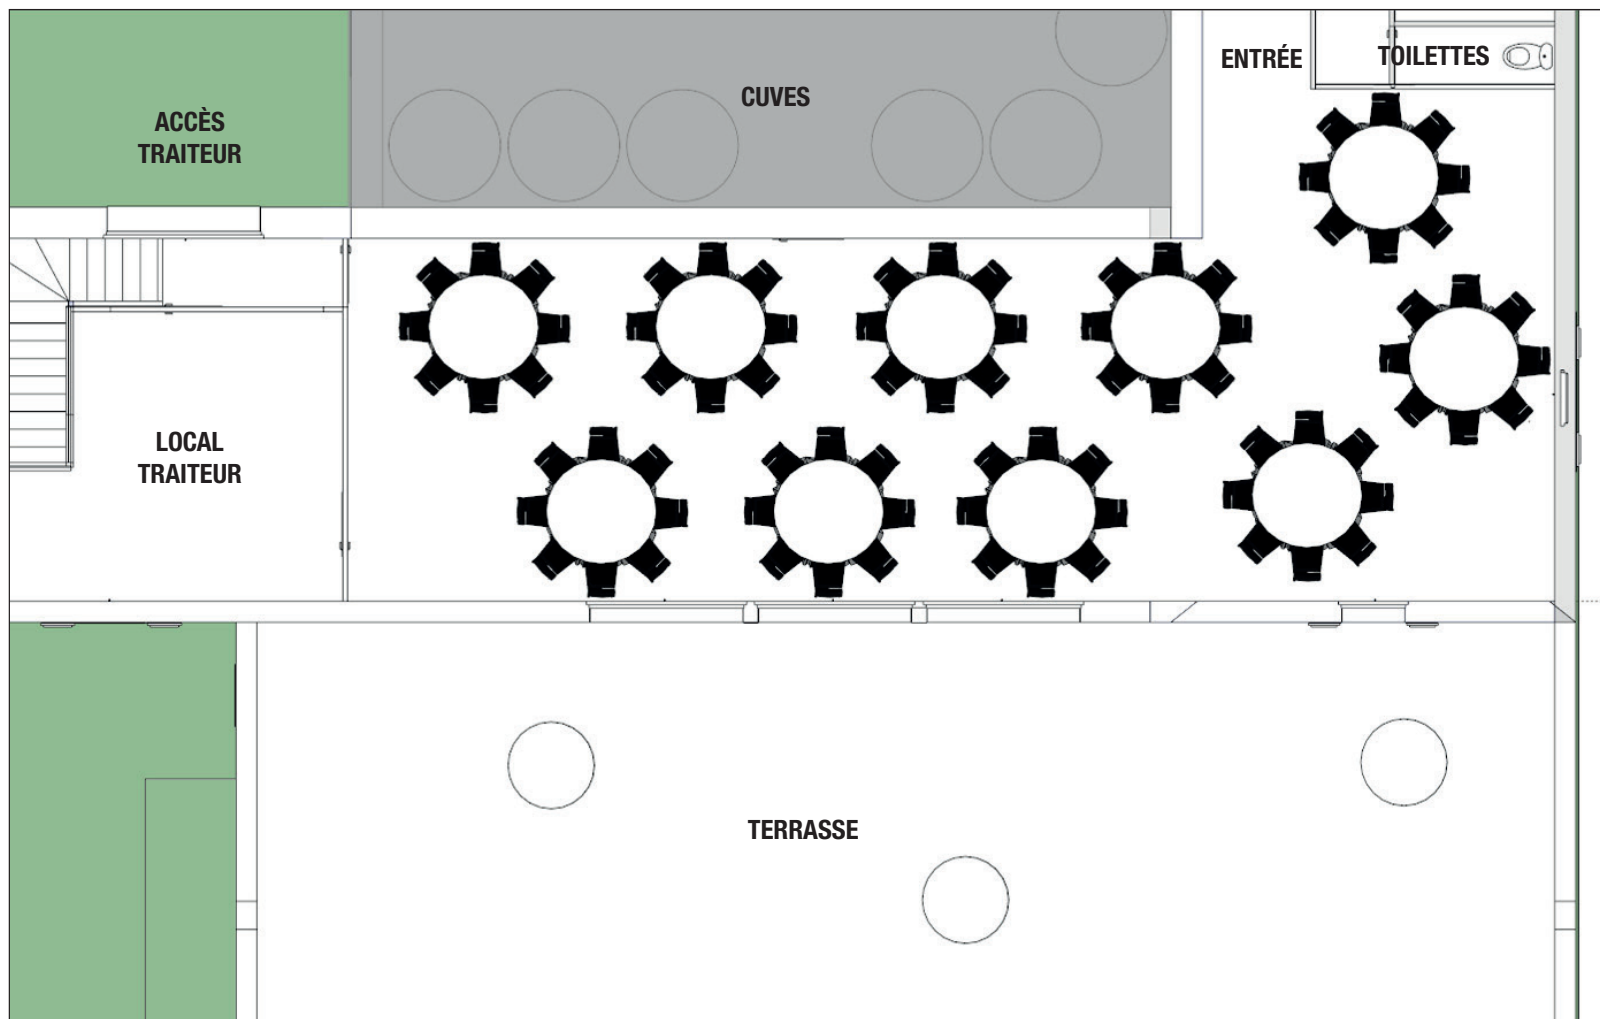 ENTRÉE
TOILETTES
CUVES
ACCÈS
TRAITEUR
LOCAL
TRAITEUR
TERRASSE